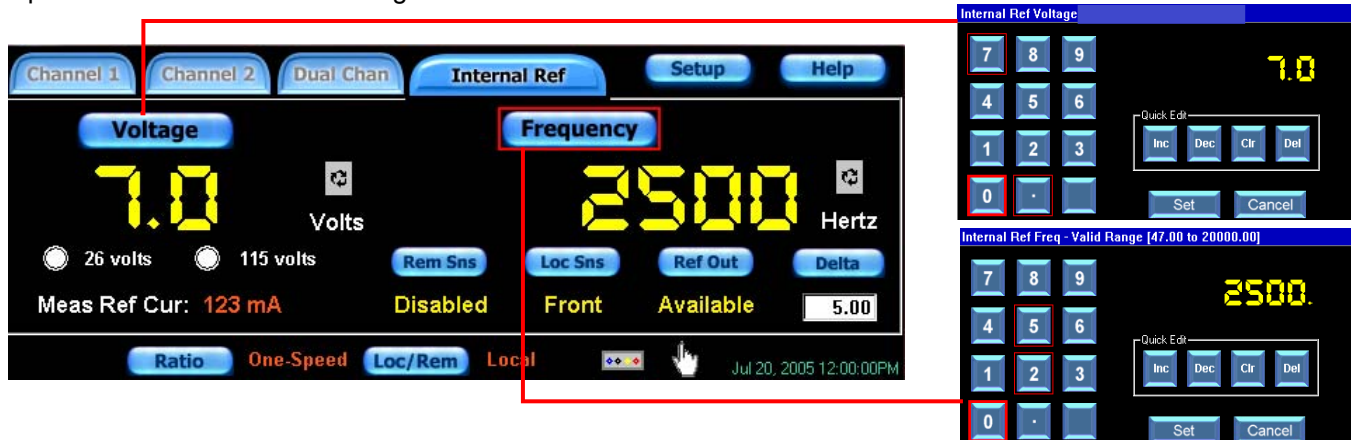 Channel 1 Channel 2 Dual Chan Internal Ref Setup Help
Voltage Frequency
7.0 Volts 2500 Hertz
26 volts 115 volts Rem Sns Loc Sns Ref Out Delta
Meas Ref Cur: 123 mA Disabled Front Available 5.00
Ratio One-Speed Loc/Rem Local Jul 20, 2005 12:00:00PM
Internal Ref Voltage
7 8 9 7.0
4 5 6
Quick Edit
1 2 3 Inc Dec Clr Del
0 .
Set Cancel
Internal Ref Freq - Valid Range [47.00 to 20000.00]
7 8 9 2500.
4 5 6
Quick Edit
1 2 3 Inc Dec Clr Del
0 .
Set Cancel